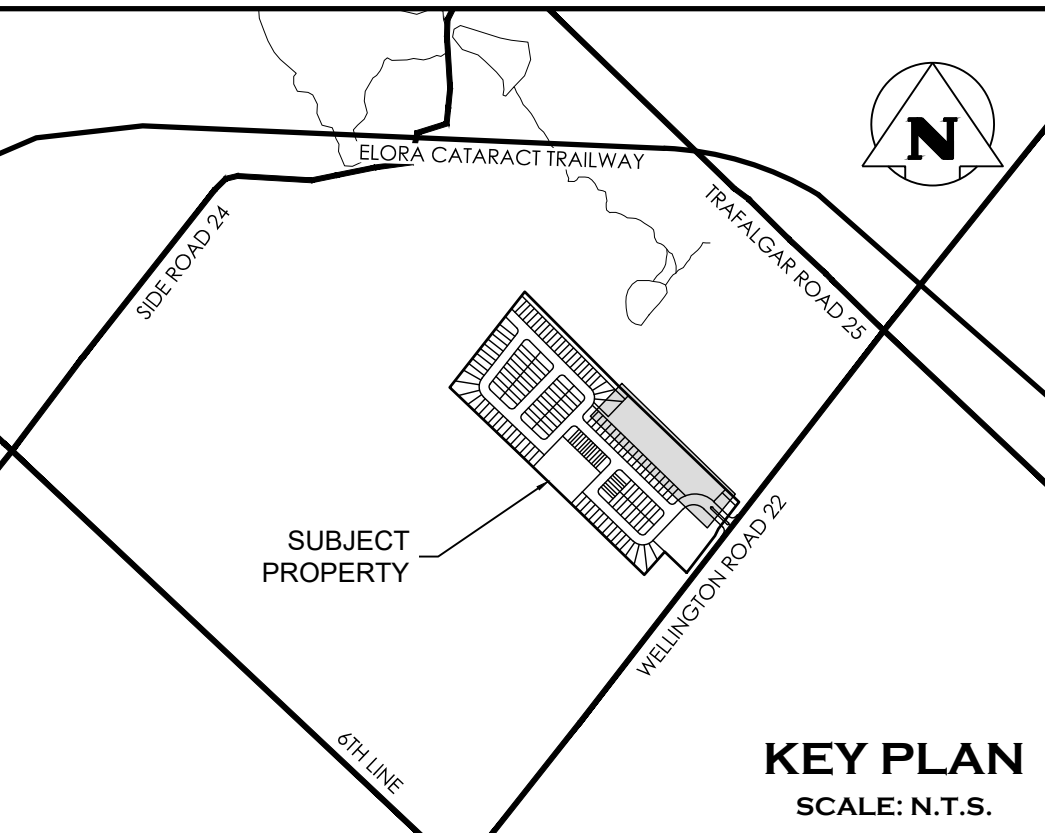 ELORA CATARACT TRAILWAY
N
TRAFALGAR ROAD 25
SIDE ROAD 24
SUBJECT
PROPERTY
WELLINGTON ROAD 22
6TH LINE
KEY PLAN
SCALE: N.T.S.